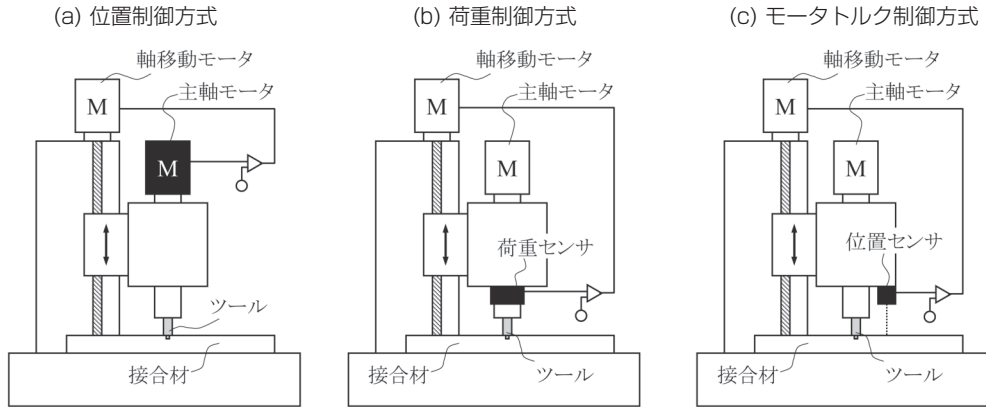 (a) 位置制御方式
軸移動モータ
主軸モータ
M
M
ツール
接合材
(b) 荷重制御方式
軸移動モータ
主軸モータ
M
M
荷重センサ
接合材
ツール
(c) モータトルク制御方式
軸移動モータ
主軸モータ
M
M
位置センサ
接合材
ツール